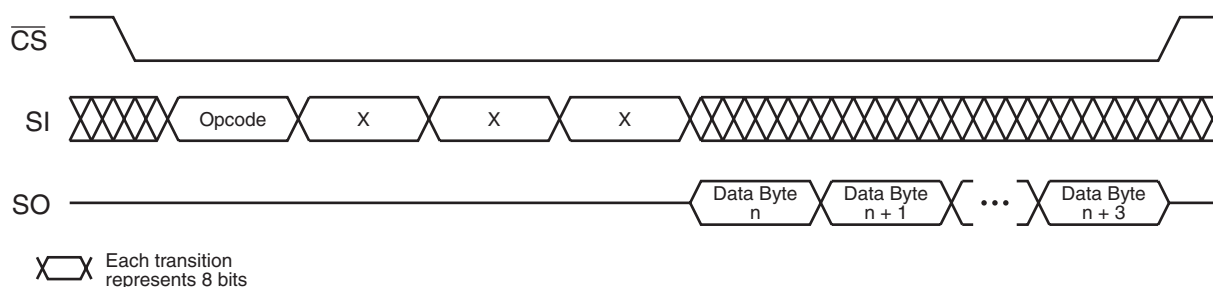 CS
SI
Opcode
X
X
X
SO
Data Byte
n
Data Byte
n + 1
•••
Data Byte
n + 3
Each transition
represents 8 bits